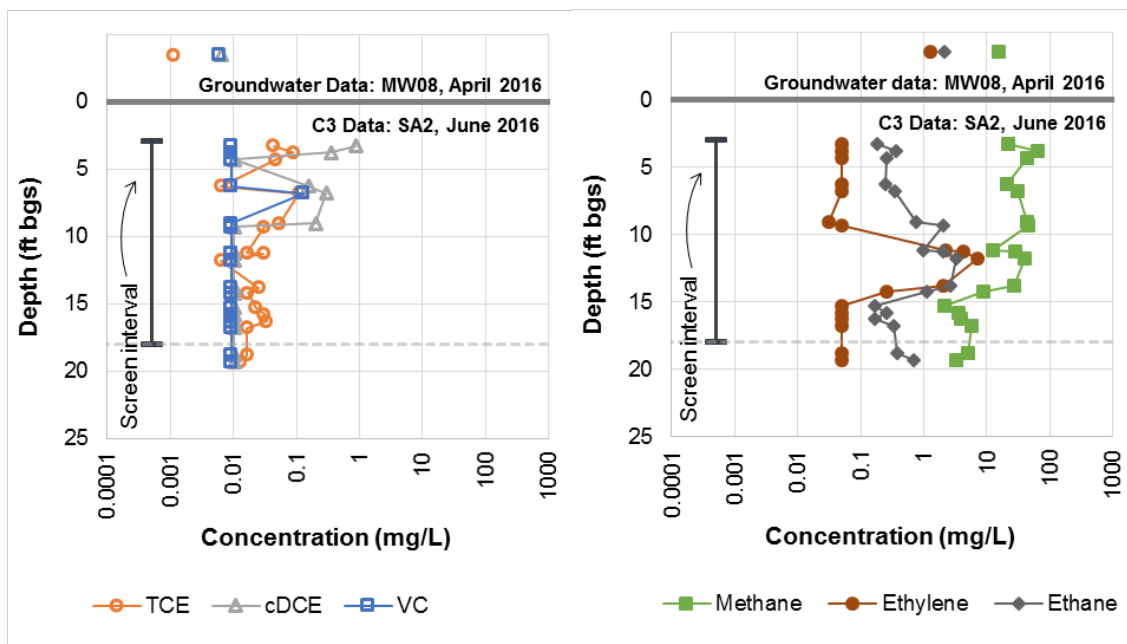 Groundwater Data: MW08, April 2016
C3 Data: SA2, June 2016
0
5
10
15
20
25
Depth (ft bgs)
Screen interval
0.0001
0.001
0.01
0.1
1
10
100
1000
Concentration (mg/L)
TCE
cDCE
VC
Groundwater data: MW08, April 2016
C3 Data: SA2, June 2016
0
5
10
15
20
25
Depth (ft bgs)
Screen interval
0.0001
0.001
0.01
0.1
1
10
100
1000
Concentration (mg/L)
Methane
Ethylene
Ethane